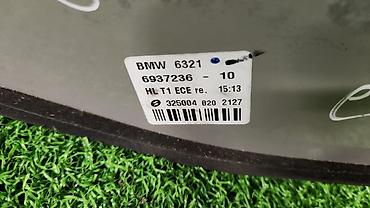 BMW 6321
6937236 - 10
HL T1 ECE re. 15:13
S 325004 020 2127